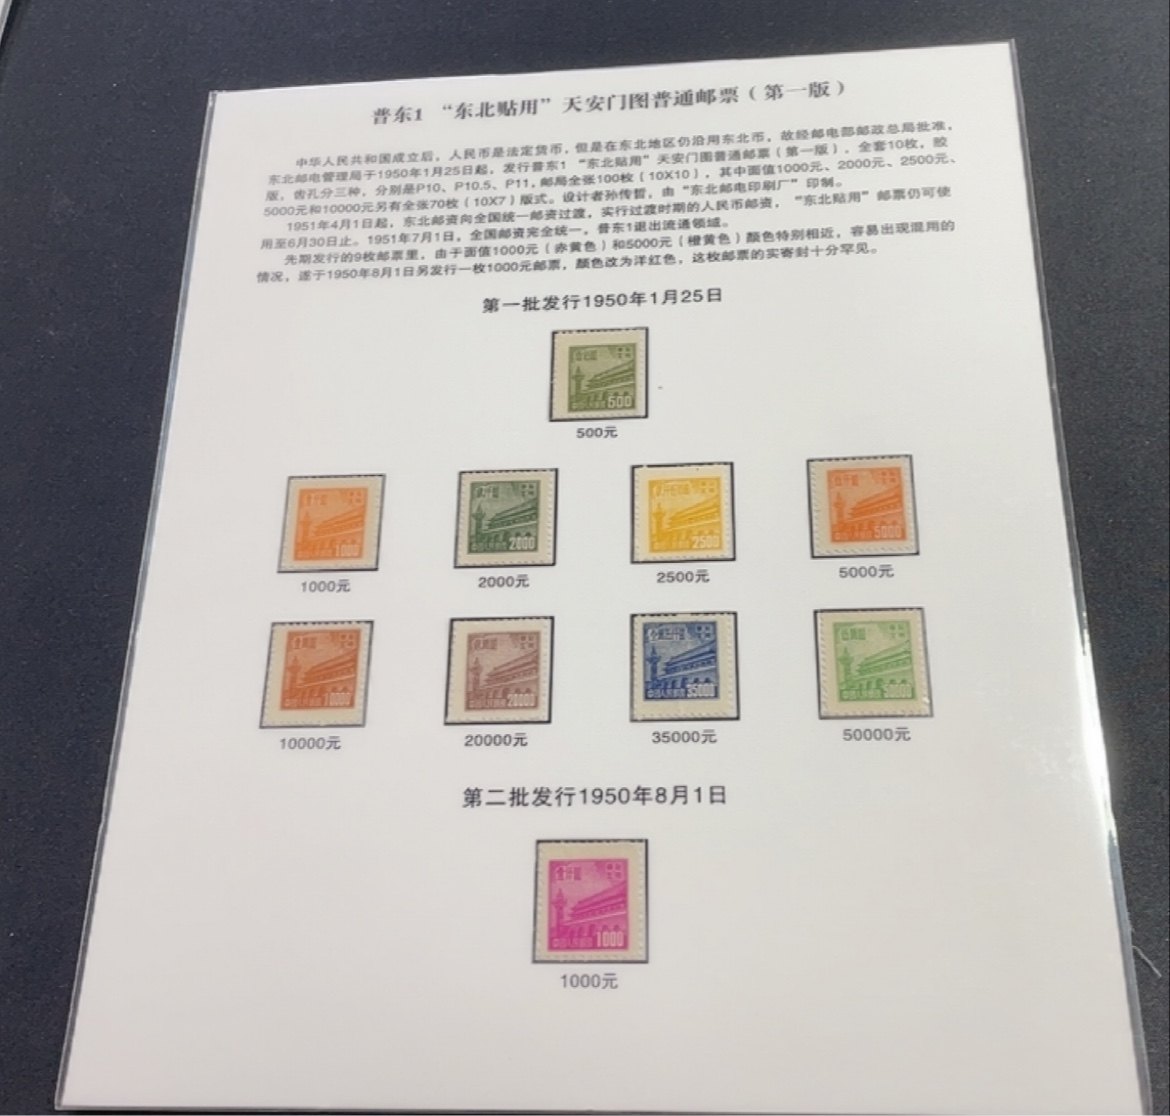 普东1 “东北贴用”天安门图普通邮票（第一版）
中华人民共和国成立后，人民币是法定货币，但是在东北地区仍沿用东北币，故经邮电部邮政总局批准，
东北邮电管理局于1950年1月25日起，发行普东1 “东北贴用”天安门图普通邮票（第一版），全套10枚，胶
版，齿孔分三种，分别是P10、P10.5、P11，邮局全张100枚（10X10），其中面值1000元、2000元、2500元、
5000元和10000元另有全张70枚（10X7）版式。设计者孙传哲，由“东北邮电印刷厂”印制。
1951年4月1日起，东北邮资向全国统一邮资过渡，实行过渡时期的人民币邮资，“东北贴用”邮票仍可使
用至6月30日止。1951年7月1日，全国邮资完全统一，普东1退出流通领域。
先期发行的9枚邮票里，由于面值1000元（赤黄色）和5000元（橙黄色）颜色特别相近，容易出现混用的
情况，遂于1950年8月1日另发行一枚1000元邮票，颜色改为洋红色，这枚邮票的实寄封十分罕见。
第一批发行1950年1月25日
500
500元
壹仟圆
1000
2000
2500
5000
1000元
2000元
2500元
5000元
10000
20000
35000
50000
10000元
20000元
35000元
50000元
第二批发行1950年8月1日
壹仟圆
中国人民邮政 1000
1000元